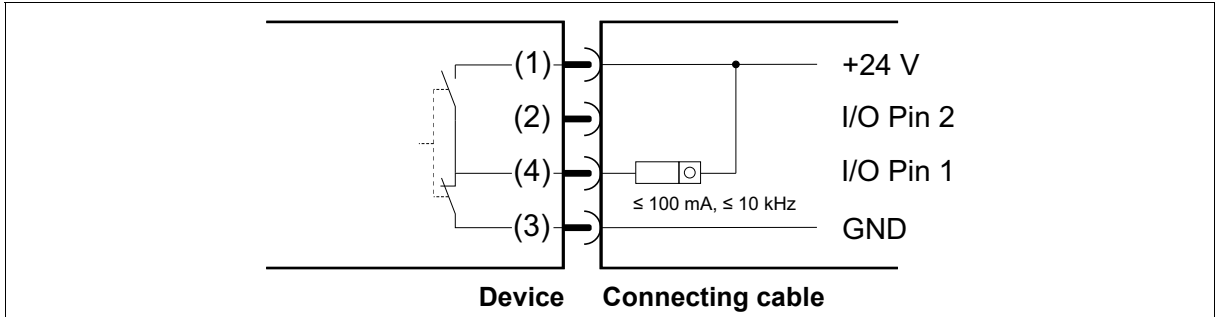 (1) +24 V
(2) I/O Pin 2
(4) I/O Pin 1
≤ 100 mA, ≤ 10 kHz
(3) GND
Device Connecting cable